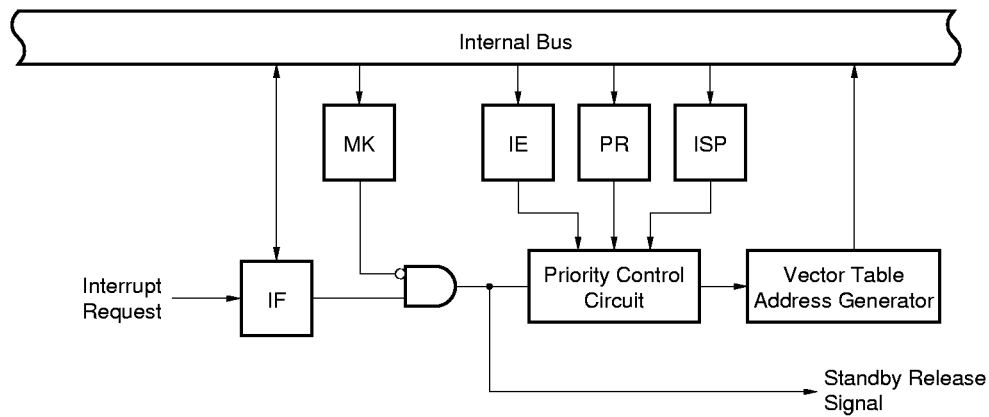 Internal Bus
MK
IE
PR
ISP
Interrupt
Request
IF
Priority Control
Circuit
Vector Table
Address Generator
Standby Release
Signal